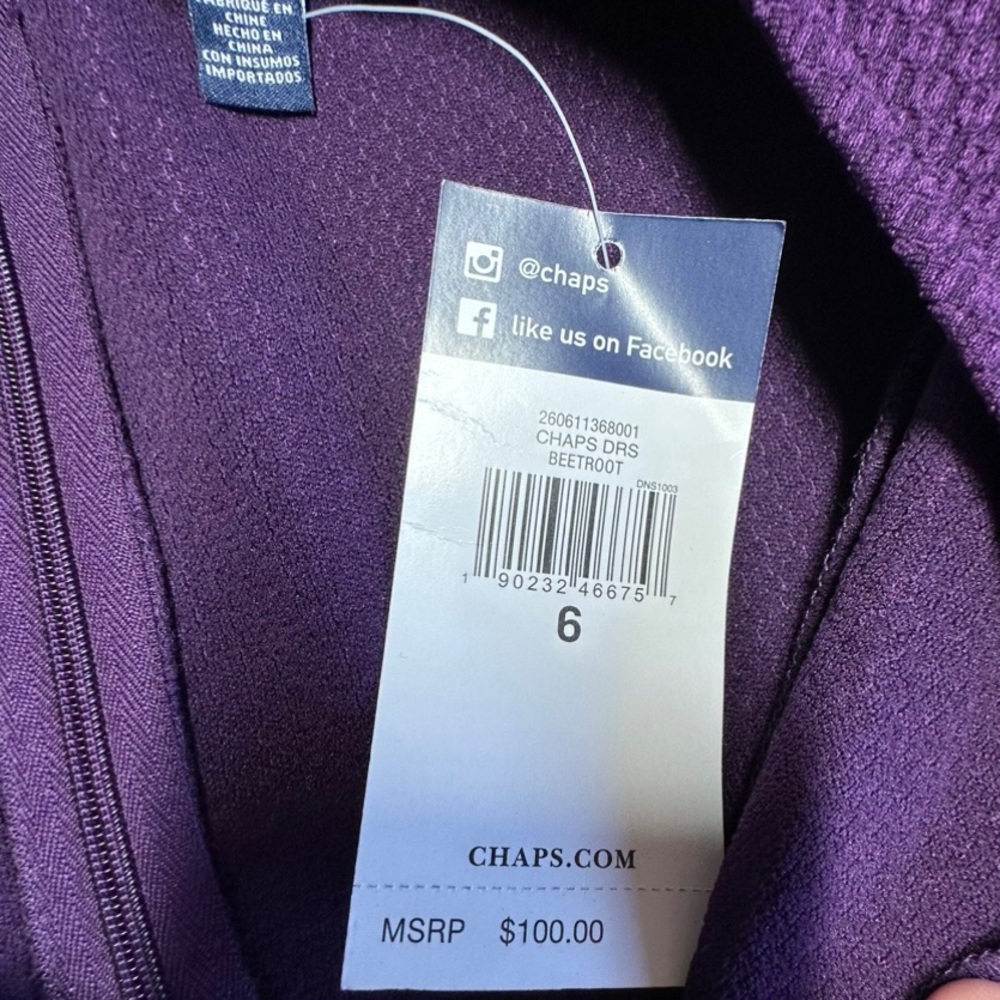 FABRIQUÉ EN
CHINE
HECHO EN
CHINA
CON INSUMOS
IMPORTADOS
@chaps
like us on Facebook
260611368001
CHAPS DRS
BEETROOT
DNS1003
1 90232 46675 7
6
CHAPS.COM
MSRP $100.00